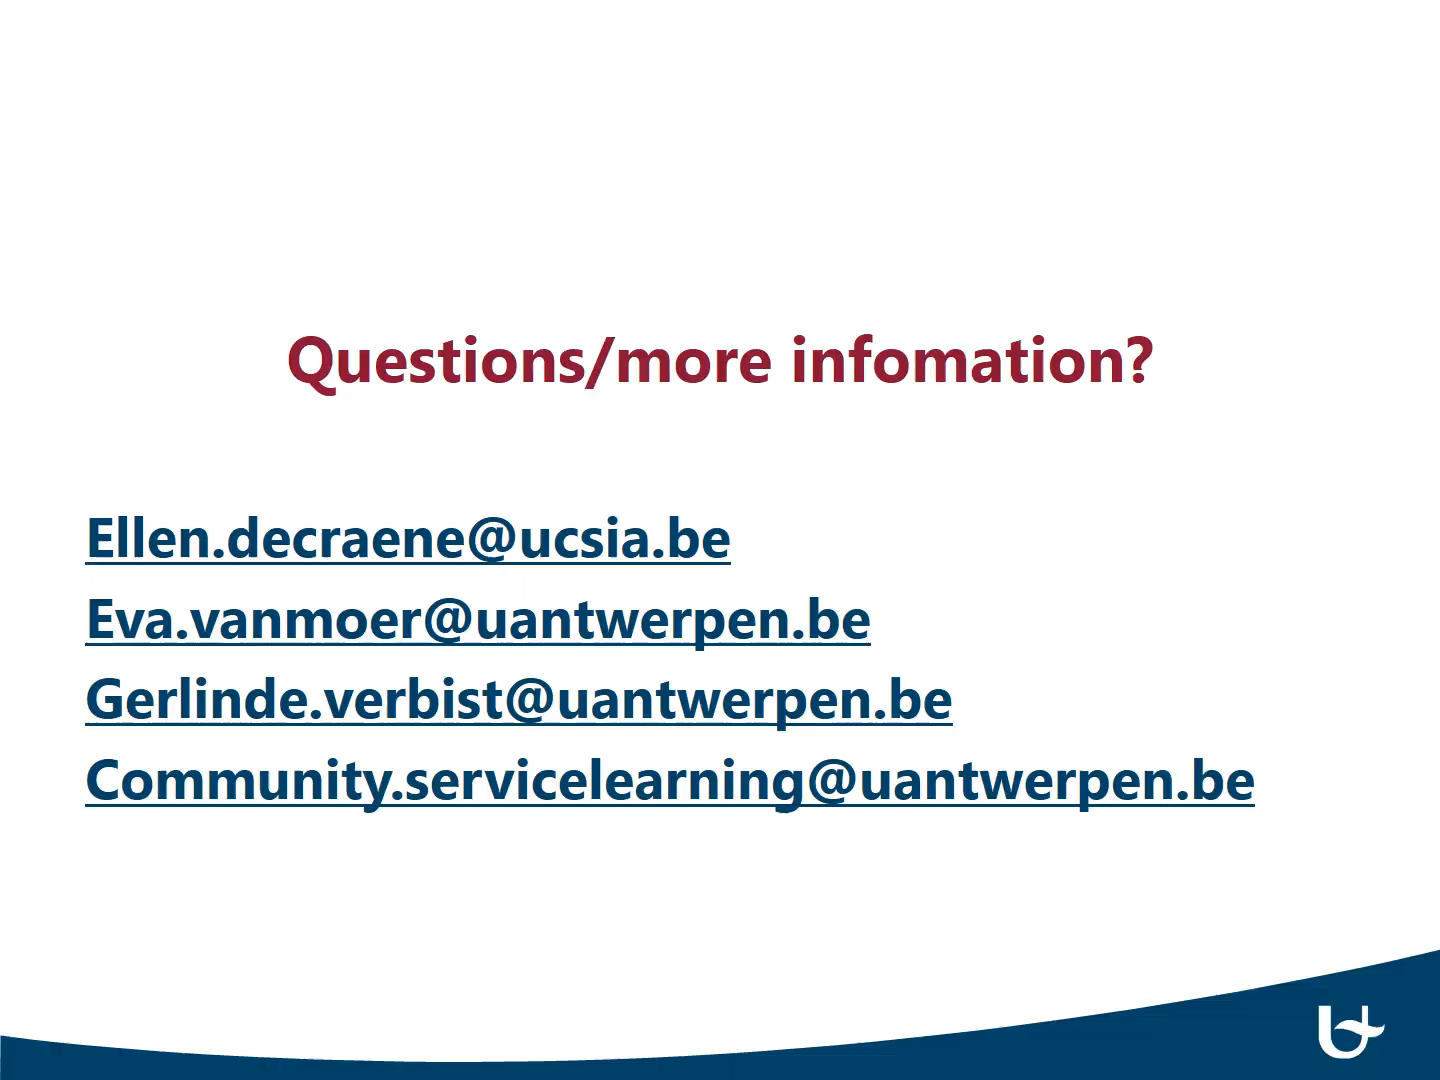 Questions/more infomation?
Ellen.decraene@ucsia.be
Eva.vanmoer@uantwerpen.be
Gerlinde.verbist@uantwerpen.be
Community.servicelearning@uantwerpen.be